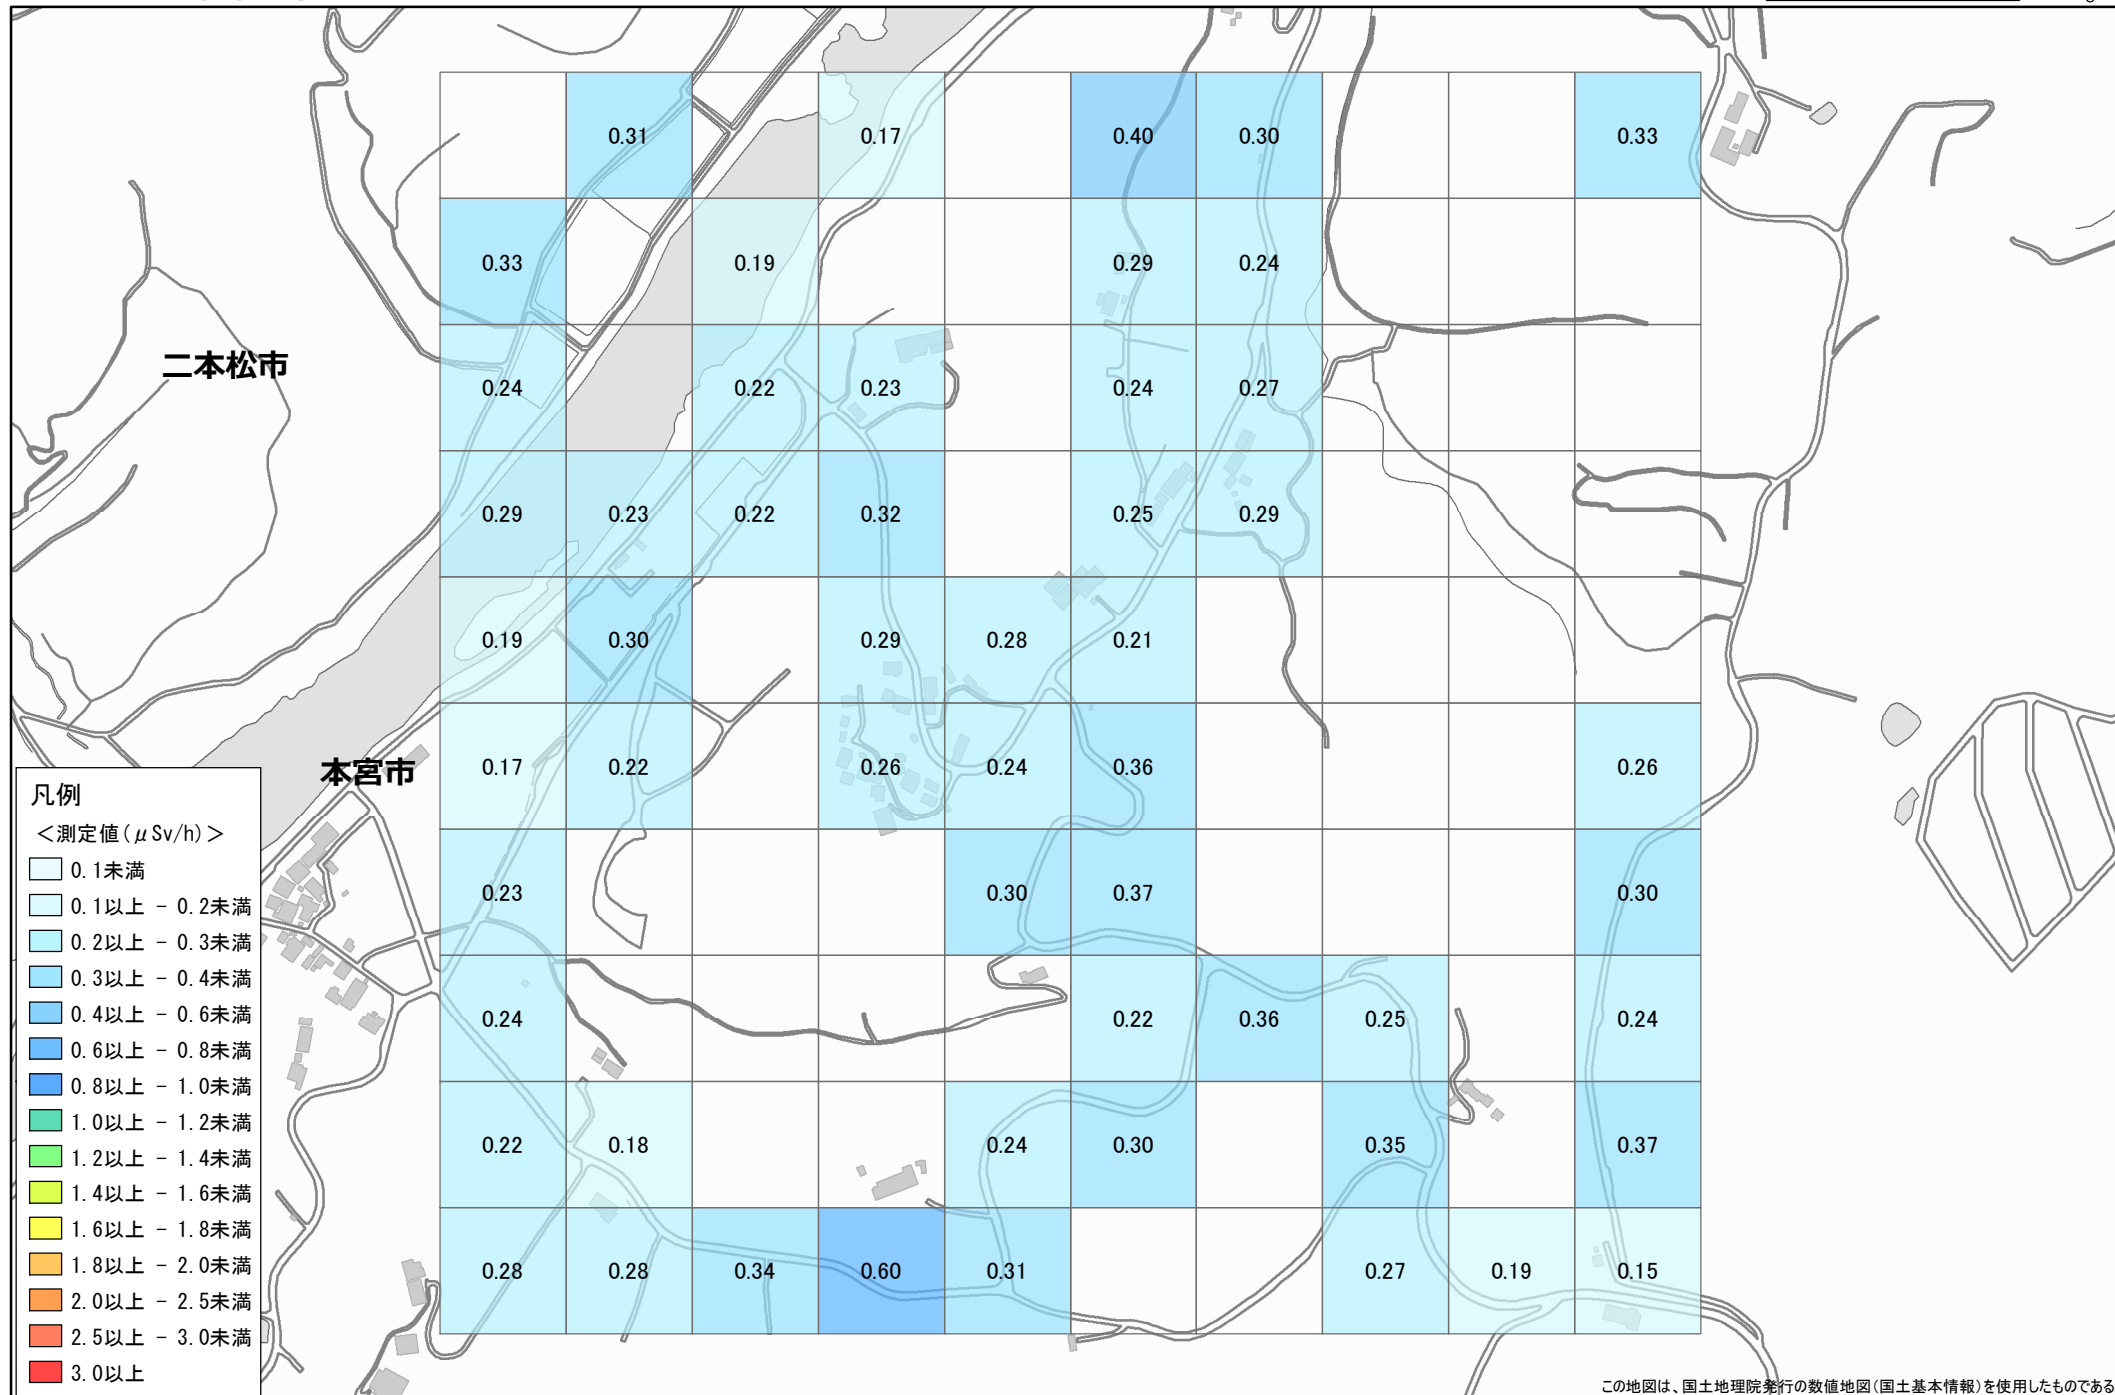 0.31 0.17 0.40 0.30 0.33
0.33 0.19 0.29 0.24
二本松市
0.24 0.22 0.23 0.24 0.27
0.29 0.23 0.22 0.32 0.25 0.29
0.19 0.30 0.29 0.28 0.21
本宮市
0.17 0.22 0.26 0.24 0.36 0.26
0.23 0.30 0.37 0.30
0.24 0.22 0.36 0.25 0.24
0.22 0.18 0.24 0.30 0.35 0.37
0.28 0.28 0.34 0.60 0.31 0.27 0.19 0.15
凡例
＜測定値(μSv/h)＞
0.1未満
0.1以上 - 0.2未満
0.2以上 - 0.3未満
0.3以上 - 0.4未満
0.4以上 - 0.6未満
0.6以上 - 0.8未満
0.8以上 - 1.0未満
1.0以上 - 1.2未満
1.2以上 - 1.4未満
1.4以上 - 1.6未満
1.6以上 - 1.8未満
1.8以上 - 2.0未満
2.0以上 - 2.5未満
2.5以上 - 3.0未満
3.0以上
この地図は、国土地理院発行の数値地図(国土基本情報)を使用したものである